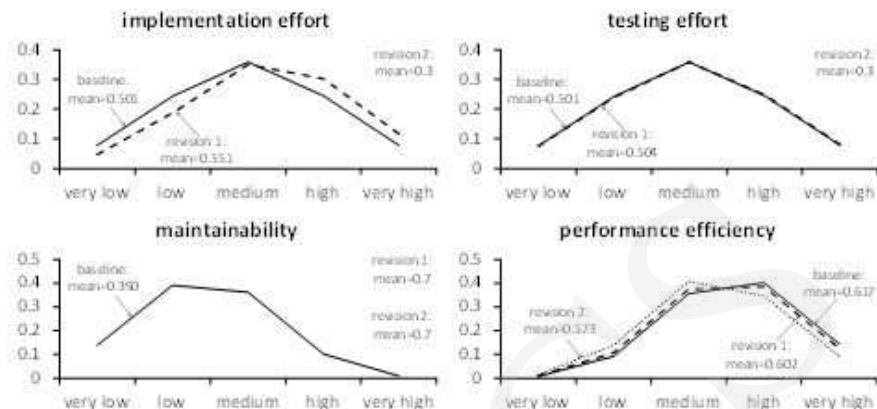 implementation effort
0.4
0.3
0.2
0.1
0
baseline:
mean=0.501
revision 1:
mean=0.551
revision 2:
mean=0.3
very low low medium high very high
testing effort
0.4
0.3
0.2
0.1
0
baseline:
mean=0.501
revision 1:
mean=0.504
revision 2:
mean=0.3
very low low medium high very high
maintainability
0.5
0.4
0.3
0.2
0.1
0
baseline:
mean=0.350
revision 1:
mean=0.7
revision 2:
mean=0.7
very low low medium high very high
performance efficiency
0.5
0.4
0.3
0.2
0.1
0
revision 2:
mean=0.573
baseline:
mean=0.617
revision 1:
mean=0.602
very low low medium high very high